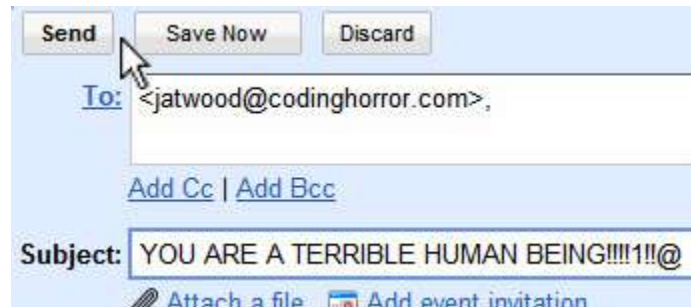 Send Save Now Discard
To: <jatwood@codinghorror.com>,
Add Cc | Add Bcc
Subject: YOU ARE A TERRIBLE HUMAN BEING!!!!1!!@
Attach a file Add event invitation